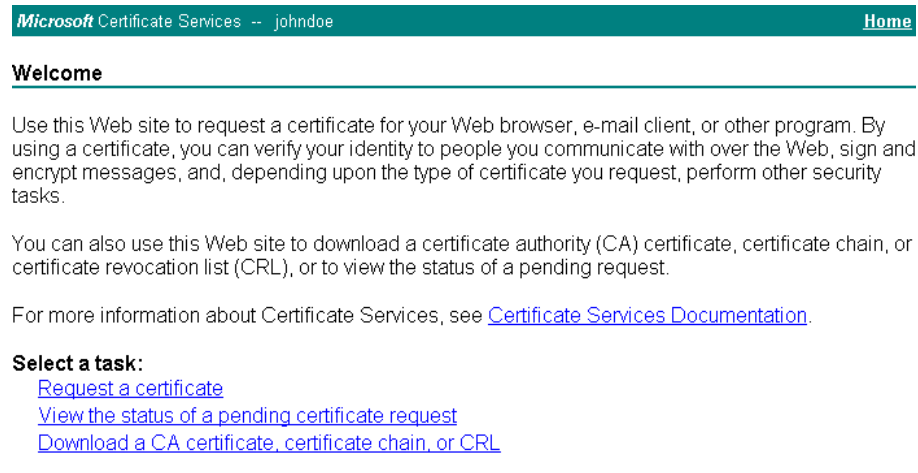 Microsoft Certificate Services -- johndoe Home
Welcome
Use this Web site to request a certificate for your Web browser, e-mail client, or other program. By
using a certificate, you can verify your identity to people you communicate with over the Web, sign and
encrypt messages, and, depending upon the type of certificate you request, perform other security
tasks.
You can also use this Web site to download a certificate authority (CA) certificate, certificate chain, or
certificate revocation list (CRL), or to view the status of a pending request.
For more information about Certificate Services, see Certificate Services Documentation.
Select a task:
Request a certificate
View the status of a pending certificate request
Download a CA certificate, certificate chain, or CRL